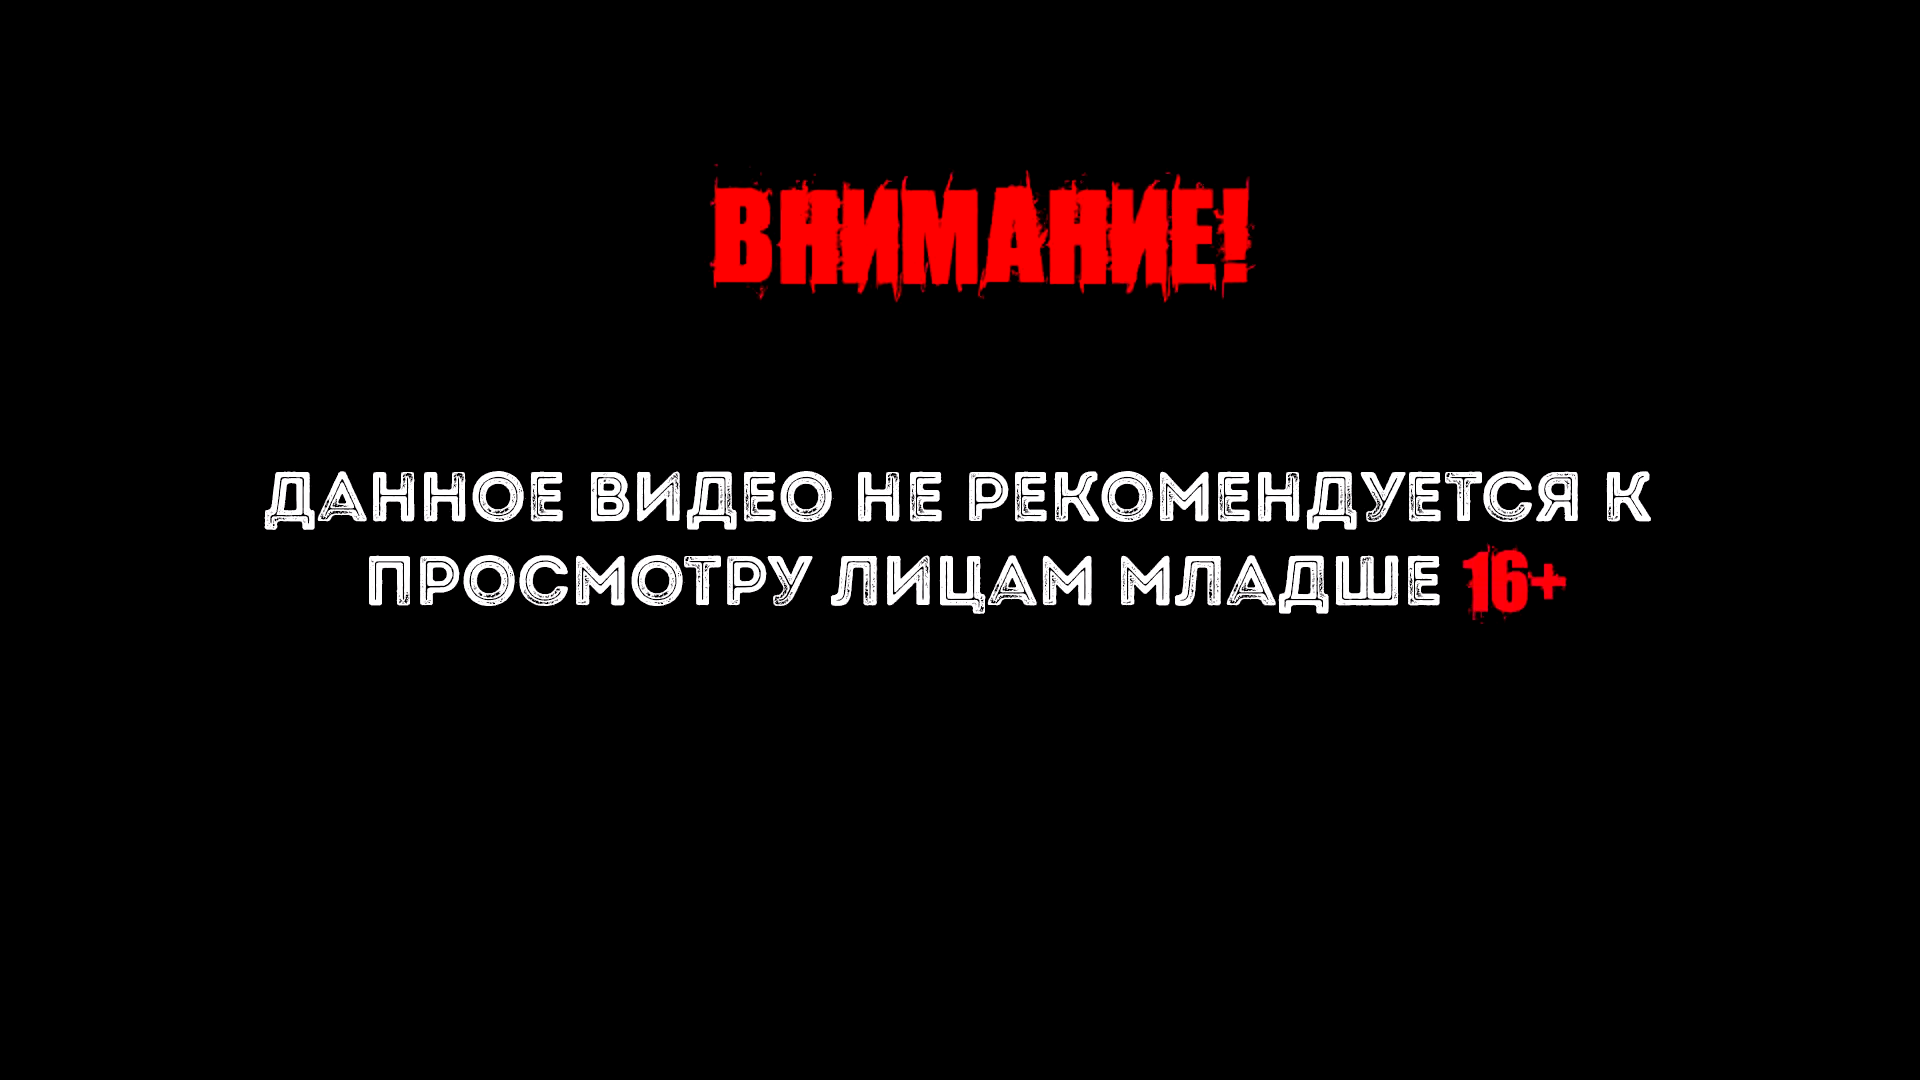 ВНИМАНИЕ!
ДАННОЕ ВИДЕО НЕ РЕКОМЕНДУЕТСЯ К
ПРОСМОТРУ ЛИЦАМ МЛАДШЕ 16+